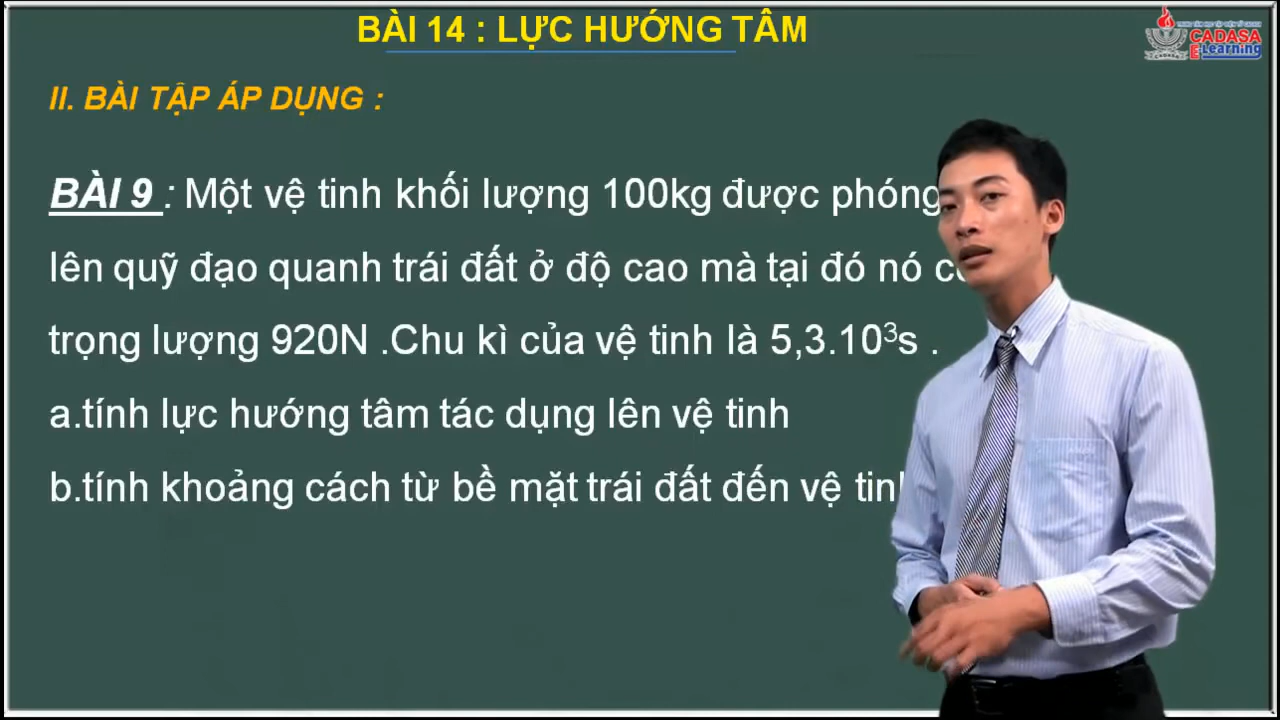 BÀI 14 : LỰC HƯỚNG TÂM
CADASA
E Learning
II. BÀI TẬP ÁP DỤNG :
BÀI 9 : Một vệ tinh khối lượng 100kg được phóng
lên quỹ đạo quanh trái đất ở độ cao mà tại đó nó
trọng lượng 920N .Chu kì của vệ tinh là 5,3.10³s .
a.tính lực hướng tâm tác dụng lên vệ tinh
b.tính khoảng cách từ bề mặt trái đất đến vệ